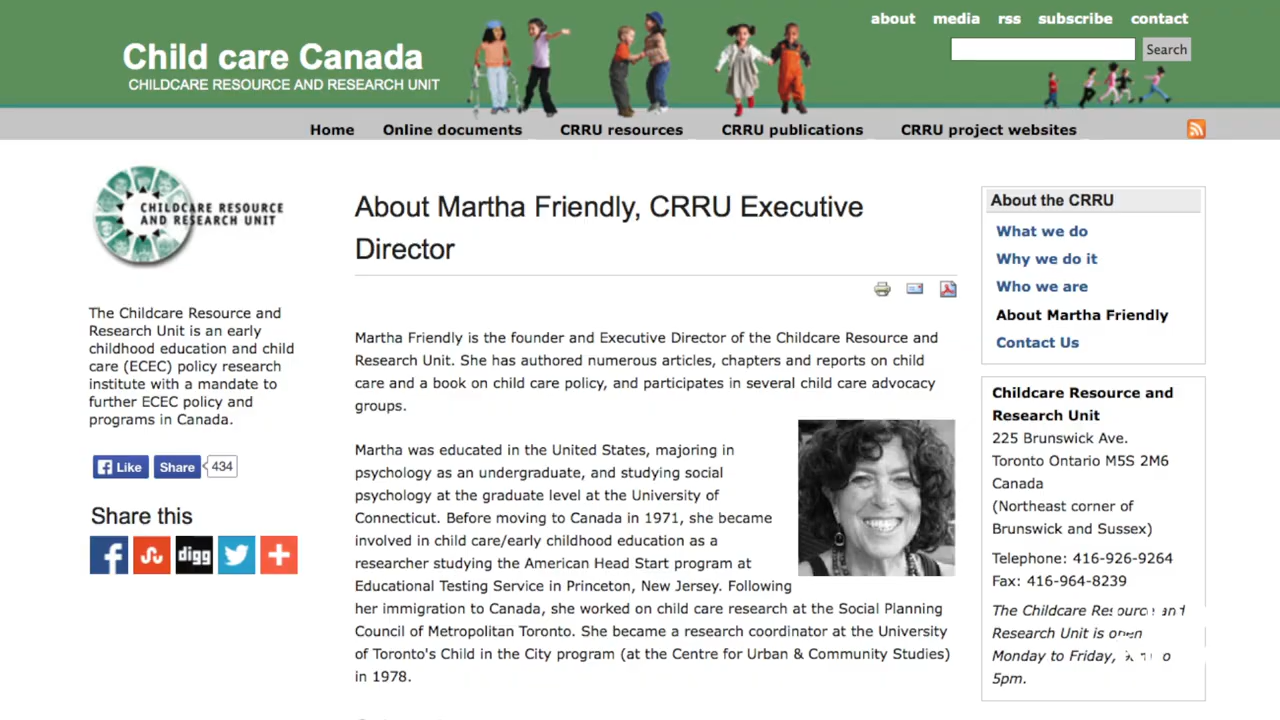 about media rss subscribe contact
Child care Canada
CHILDCARE RESOURCE AND RESEARCH UNIT
Search
Home Online documents CRRU resources CRRU publications CRRU project websites
CHILDCARE RESOURCE
AND RESEARCH UNIT
The Childcare Resource and
Research Unit is an early
childhood education and child
care (ECEC) policy research
institute with a mandate to
further ECEC policy and
programs in Canada.
Like Share 434
Share this
digg
About Martha Friendly, CRRU Executive
Director
Martha Friendly is the founder and Executive Director of the Childcare Resource and
Research Unit. She has authored numerous articles, chapters and reports on child
care and a book on child care policy, and participates in several child care advocacy
groups.
Martha was educated in the United States, majoring in
psychology as an undergraduate, and studying social
psychology at the graduate level at the University of
Connecticut. Before moving to Canada in 1971, she became
involved in child care/early childhood education as a
researcher studying the American Head Start program at
Educational Testing Service in Princeton, New Jersey. Following
her immigration to Canada, she worked on child care research at the Social Planning
Council of Metropolitan Toronto. She became a research coordinator at the University
of Toronto's Child in the City program (at the Centre for Urban & Community Studies)
in 1978.
About the CRRU
What we do
Why we do it
Who we are
About Martha Friendly
Contact Us
Childcare Resource and
Research Unit
225 Brunswick Ave.
Toronto Ontario M5S 2M6
Canada
(Northeast corner of
Brunswick and Sussex)
Telephone: 416-926-9264
Fax: 416-964-8239
The Childcare Resource and
Research Unit is open
Monday to Friday,
5pm.